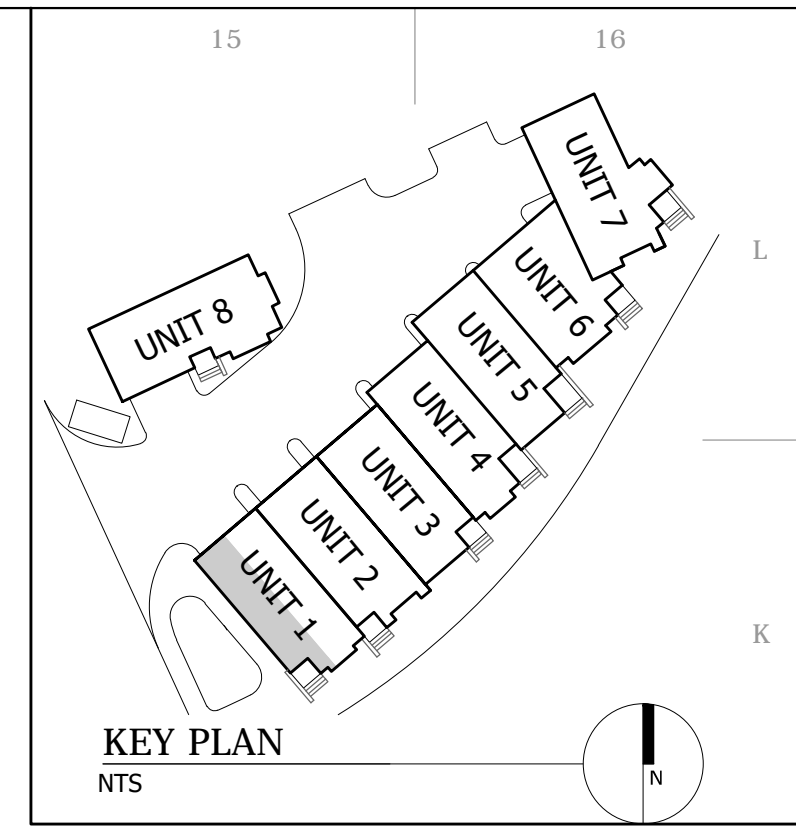 15
16
UNIT 7
L
UNIT 6
UNIT 8
UNIT 5
UNIT 4
UNIT 3
UNIT 2
UNIT 1
K
KEY PLAN
NTS
N